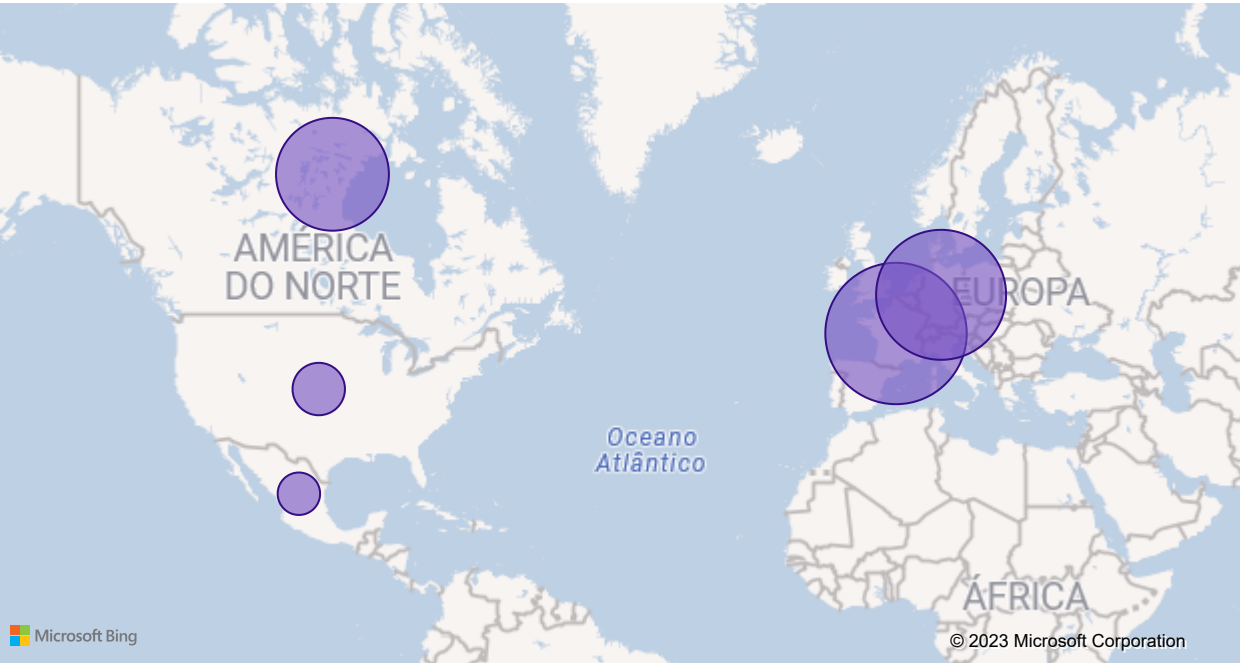 AMÉRICA
DO NORTE
EUROPA
Oceano
Atlântico
ÁFRICA
Microsoft Bing
© 2023 Microsoft Corporation